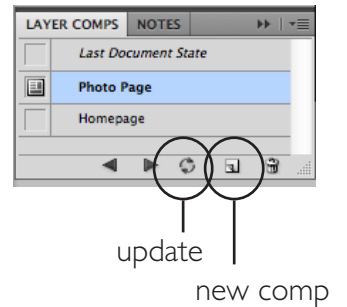 LAYER COMPS NOTES
Last Document State
Photo Page
Homepage
update
new comp